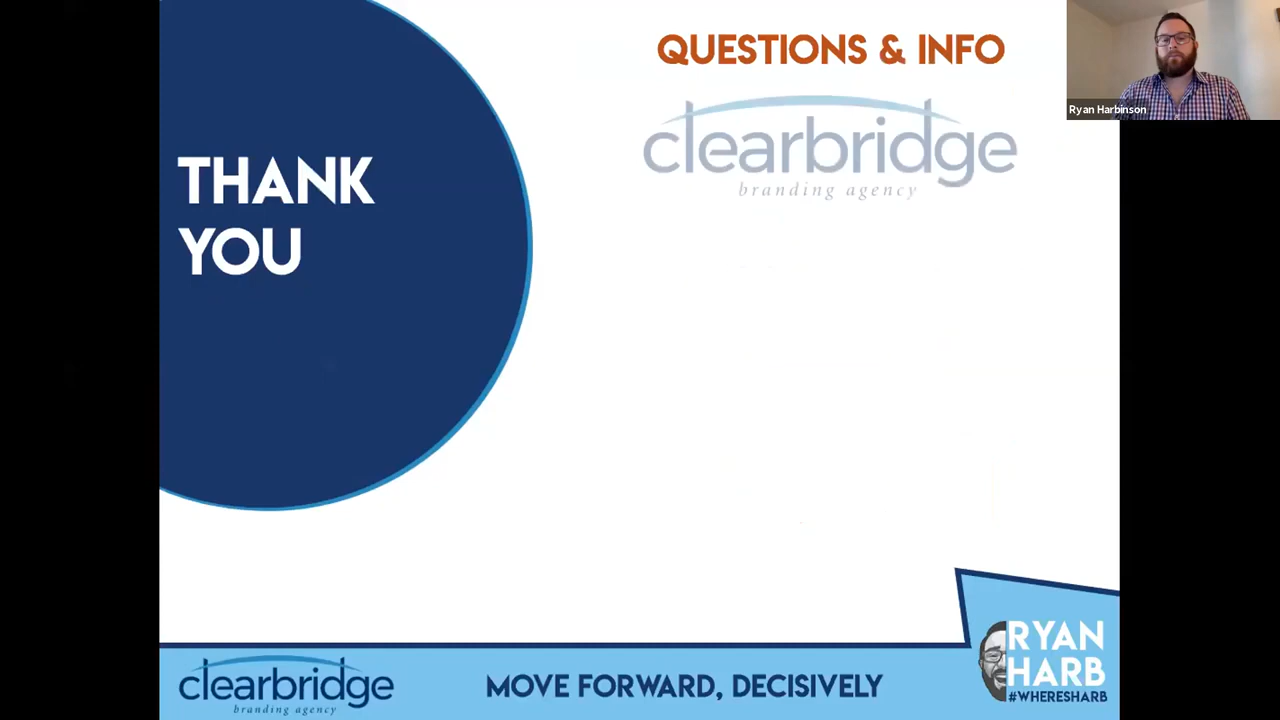 QUESTIONS & INFO
Ryan Harbinson
clearbridge
branding agency
THANK
YOU
clearbridge
branding agency
MOVE FORWARD, DECISIVELY
RYAN
HARB
#WHERESHARB